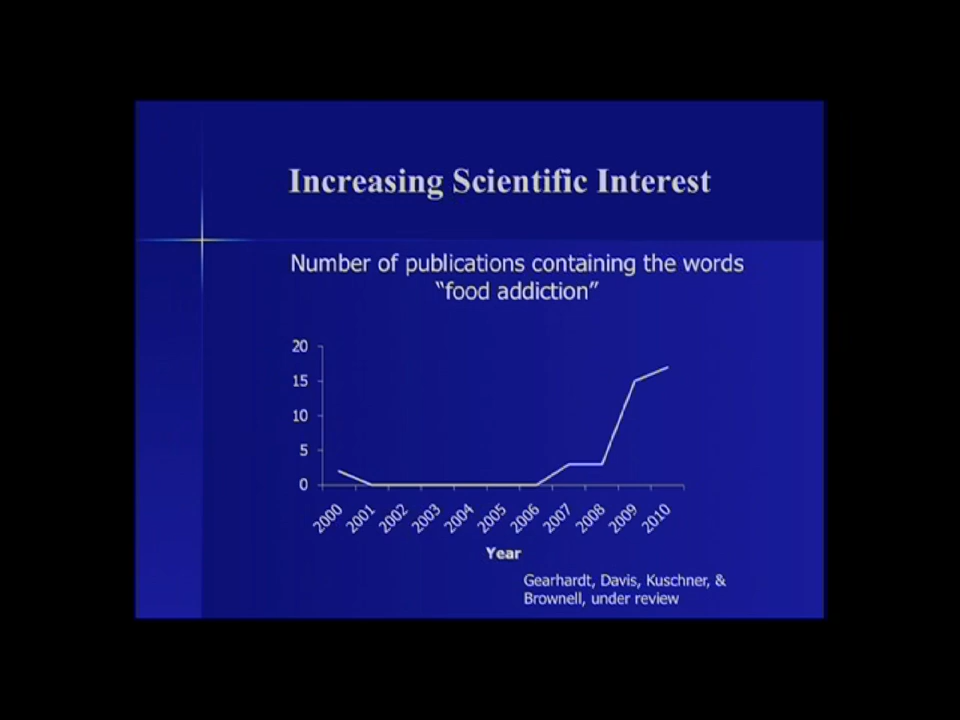 Increasing Scientific Interest
Number of publications containing the words
“food addiction”
20
15
10
5
0
2000 2001 2002 2003 2004 2005 2006 2007 2008 2009 2010
Year
Gearhardt, Davis, Kuschner, &
Brownell, under review